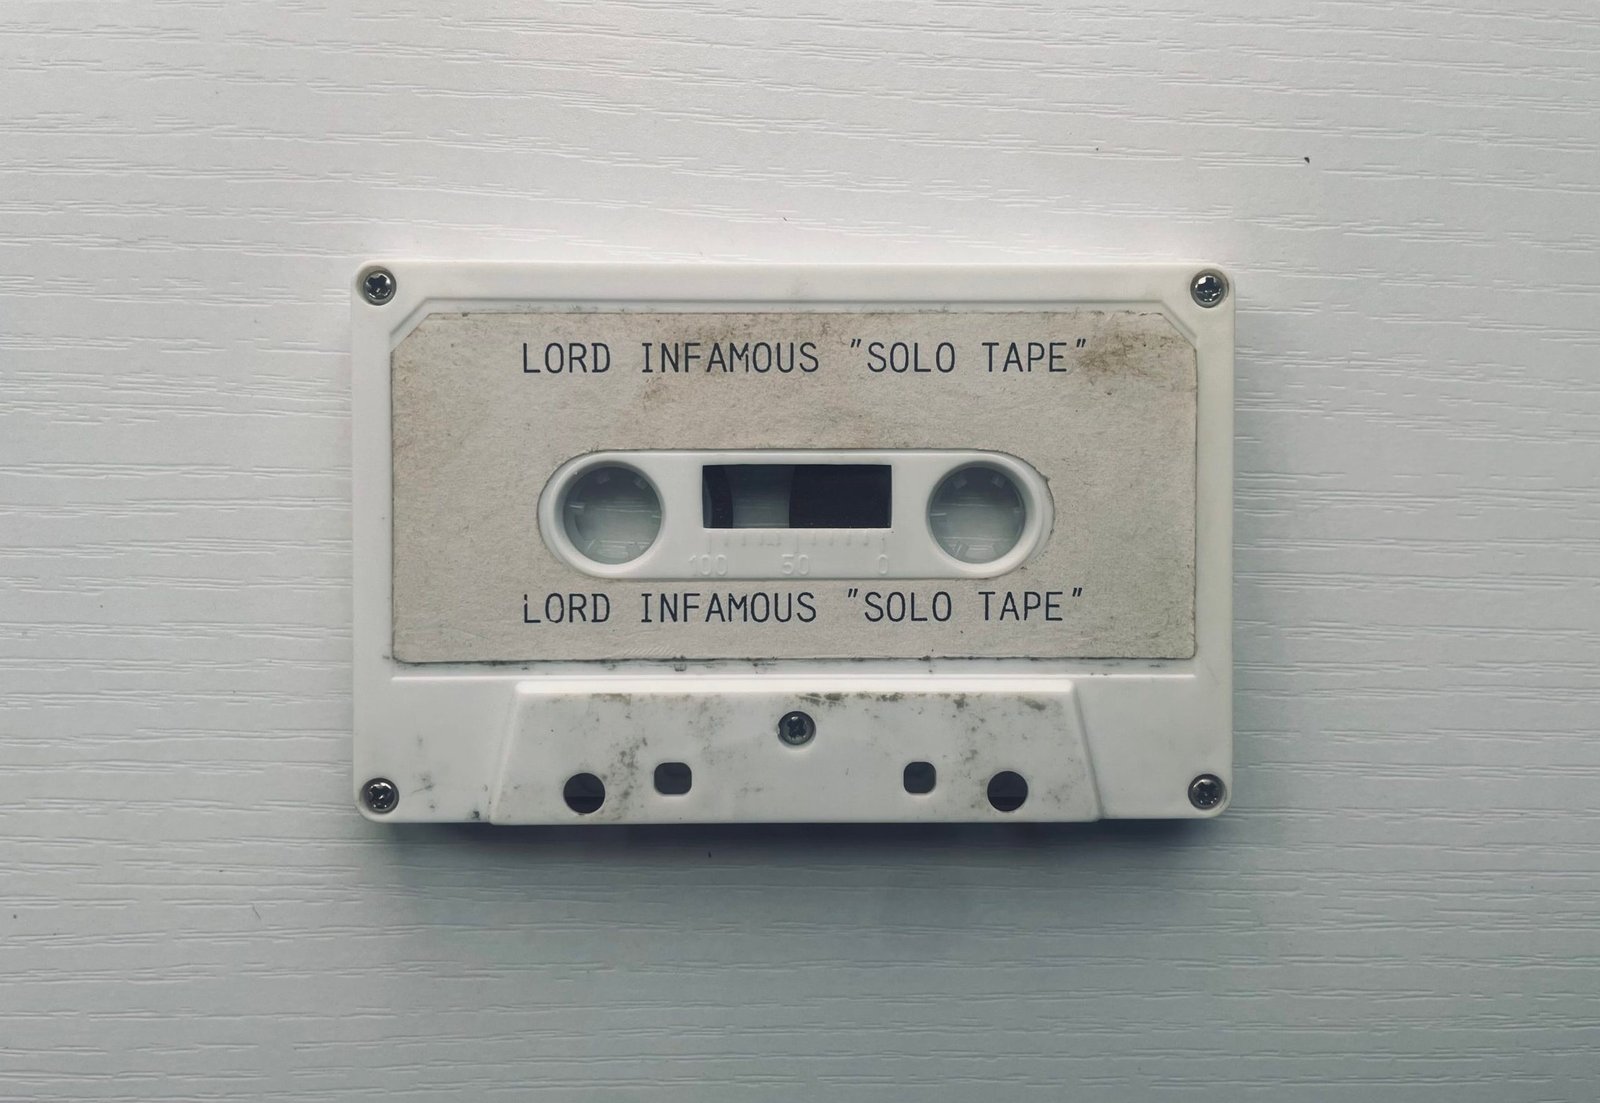 LORD INFAMOUS "SOLO TAPE"
100 50 0
LORD INFAMOUS "SOLO TAPE"